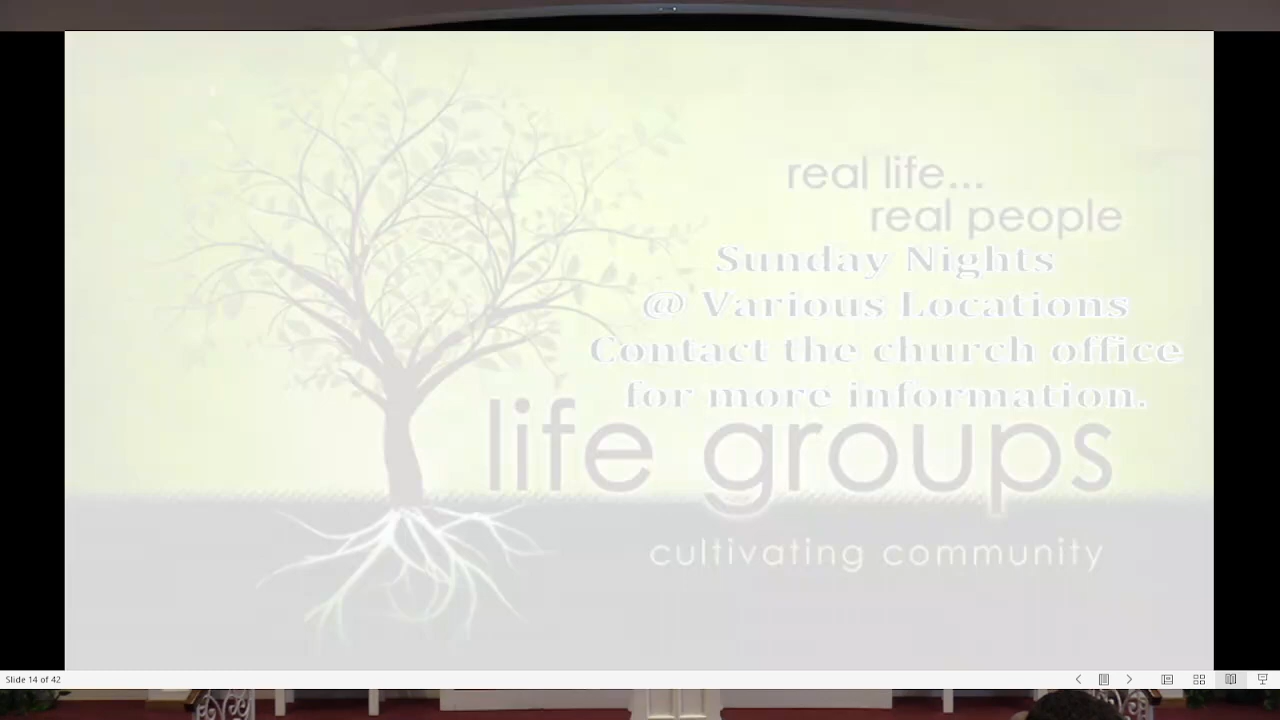 real life...
real people
Sunday Nights
@ Various Locations
Contact the church office
for more information.
life groups
cultivating community
Slide 14 of 42